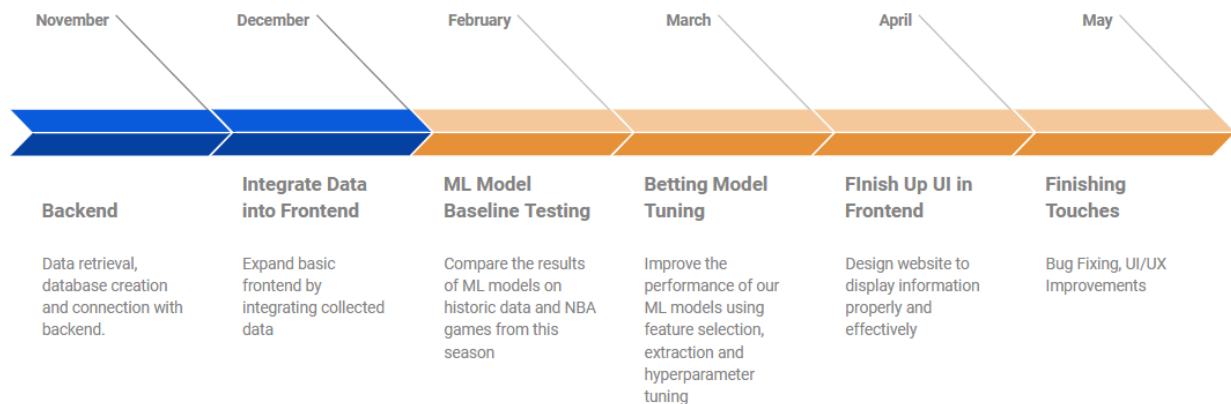 November
December
February
March
April
May
Backend
Data retrieval,
database creation
and connection with
backend.
Integrate Data
into Frontend
Expand basic
frontend by
integrating collected
data
ML Model
Baseline Testing
Compare the results
of ML models on
historic data and NBA
games from this
season
Betting Model
Tuning
Improve the
performance of our
ML models using
feature selection,
extraction and
hyperparameter
tuning
FInish Up UI in
Frontend
Design website to
display information
properly and
effectively
Finishing
Touches
Bug Fixing, UI/UX
Improvements